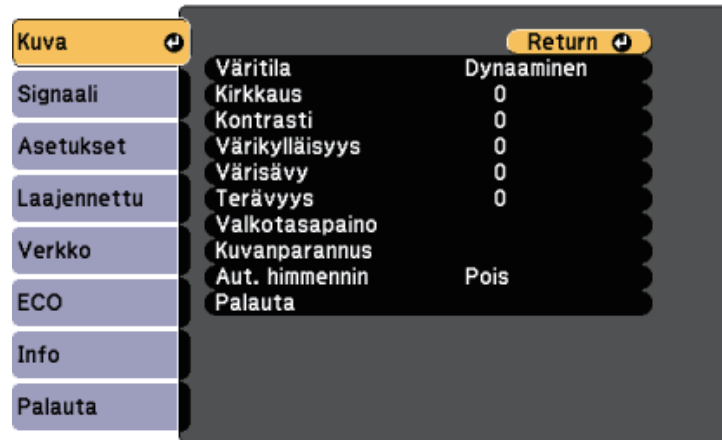 Kuva
Signaali
Asetukset
Laajennettu
Verkko
ECO
Info
Palauta
Return
Väritila Dynaaminen
Kirkkaus 0
Kontrasti 0
Värikylläisyys 0
Värisävy 0
Terävyys 0
Valkotasapaino
Kuvanparannus
Aut. himmennin Pois
Palauta